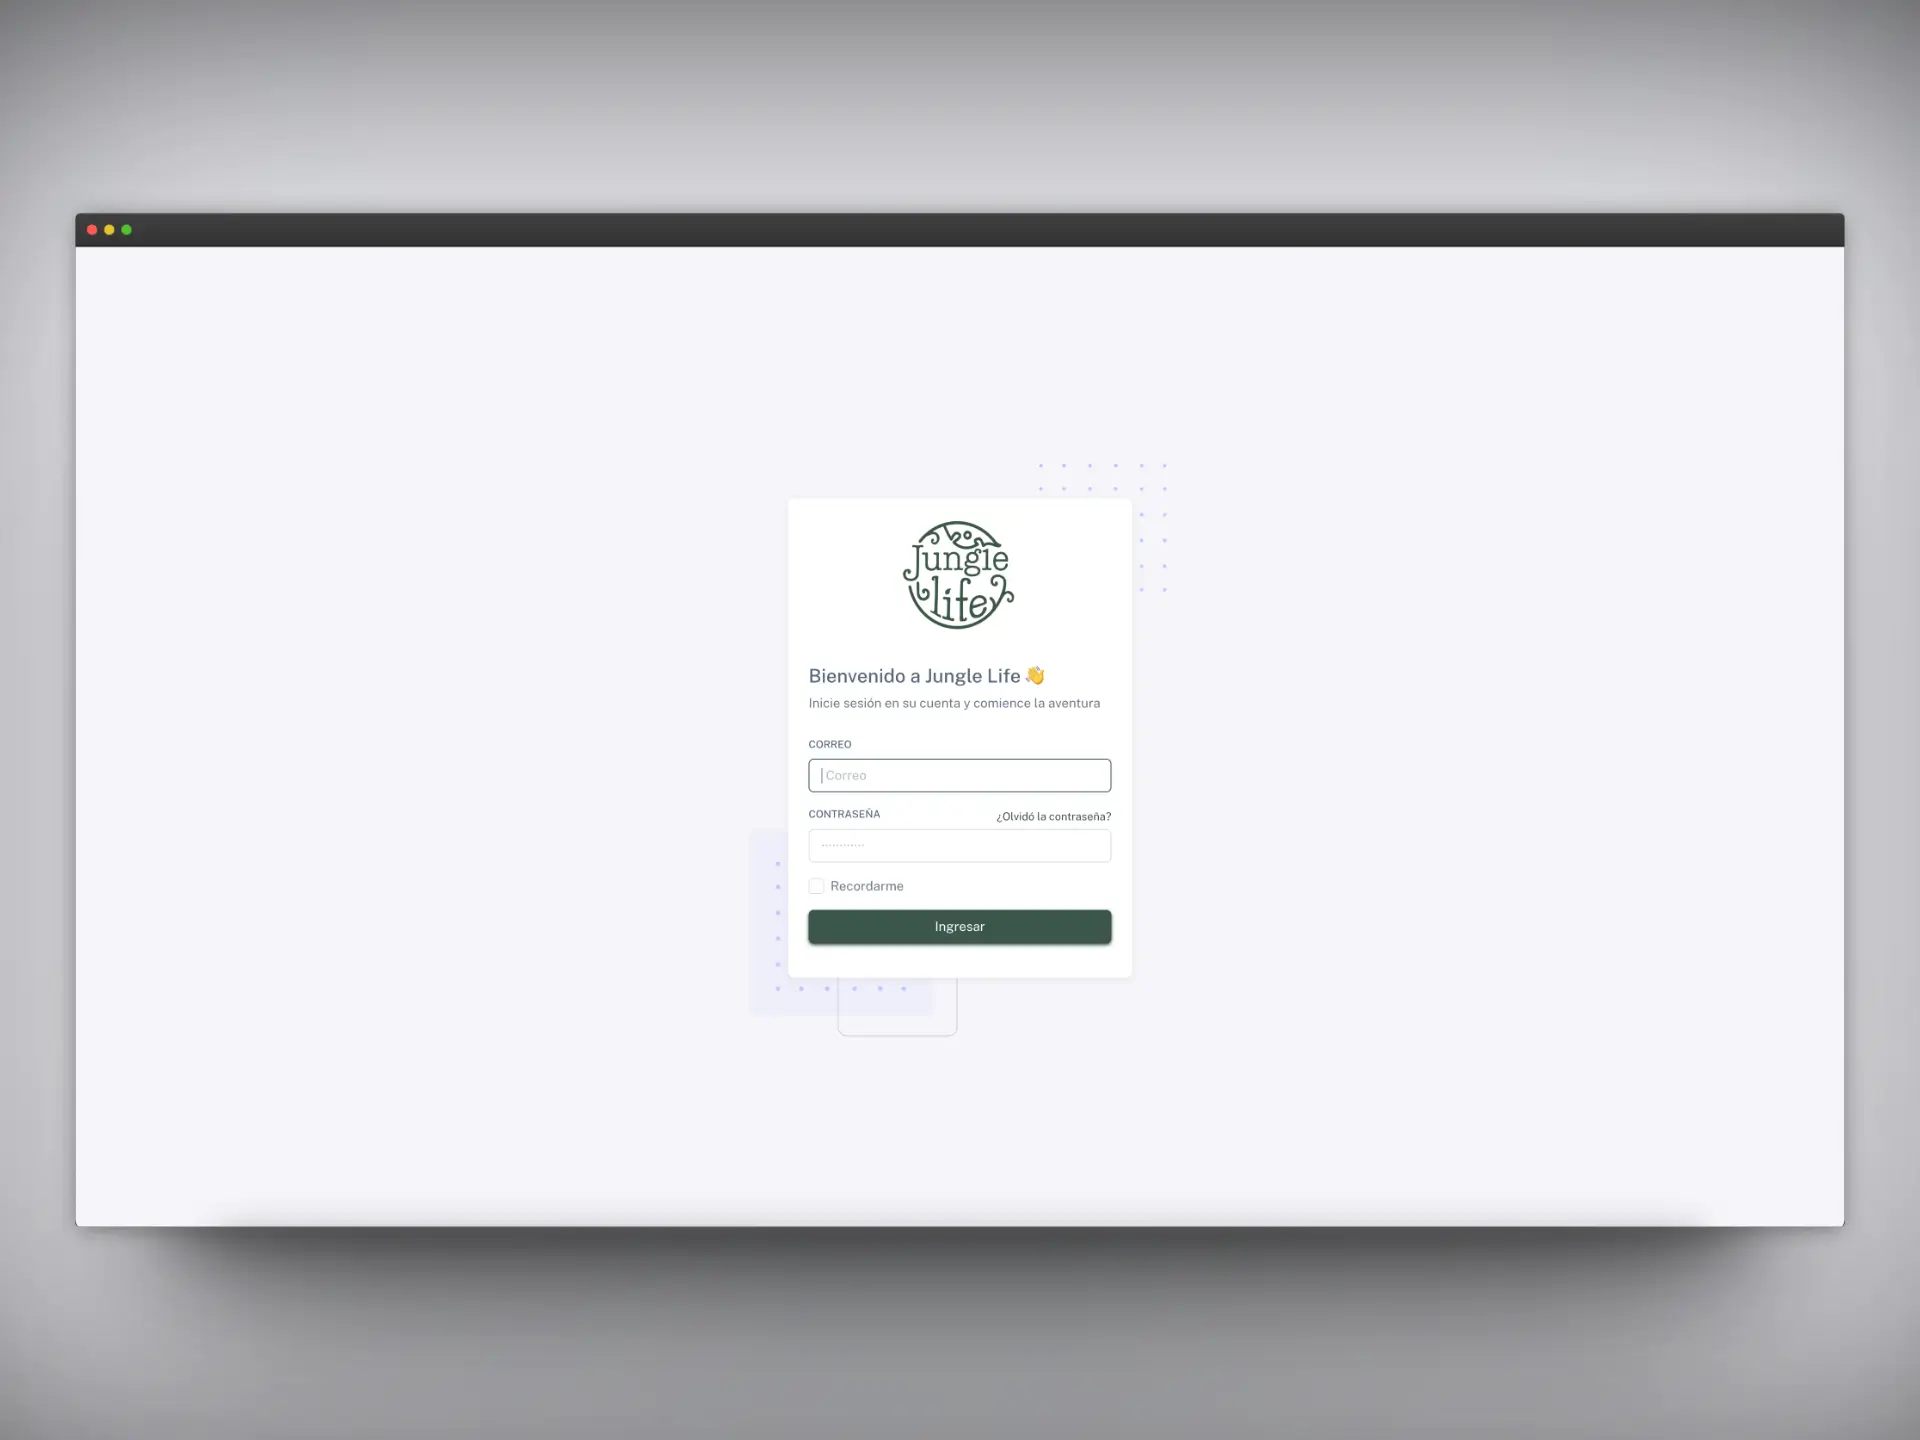 Jungle
life
Bienvenido a Jungle Life 👋
Inicie sesión en su cuenta y comience la aventura
CORREO
Correo
CONTRASEÑA
¿Olvidó la contraseña?
············
Recordarme
Ingresar